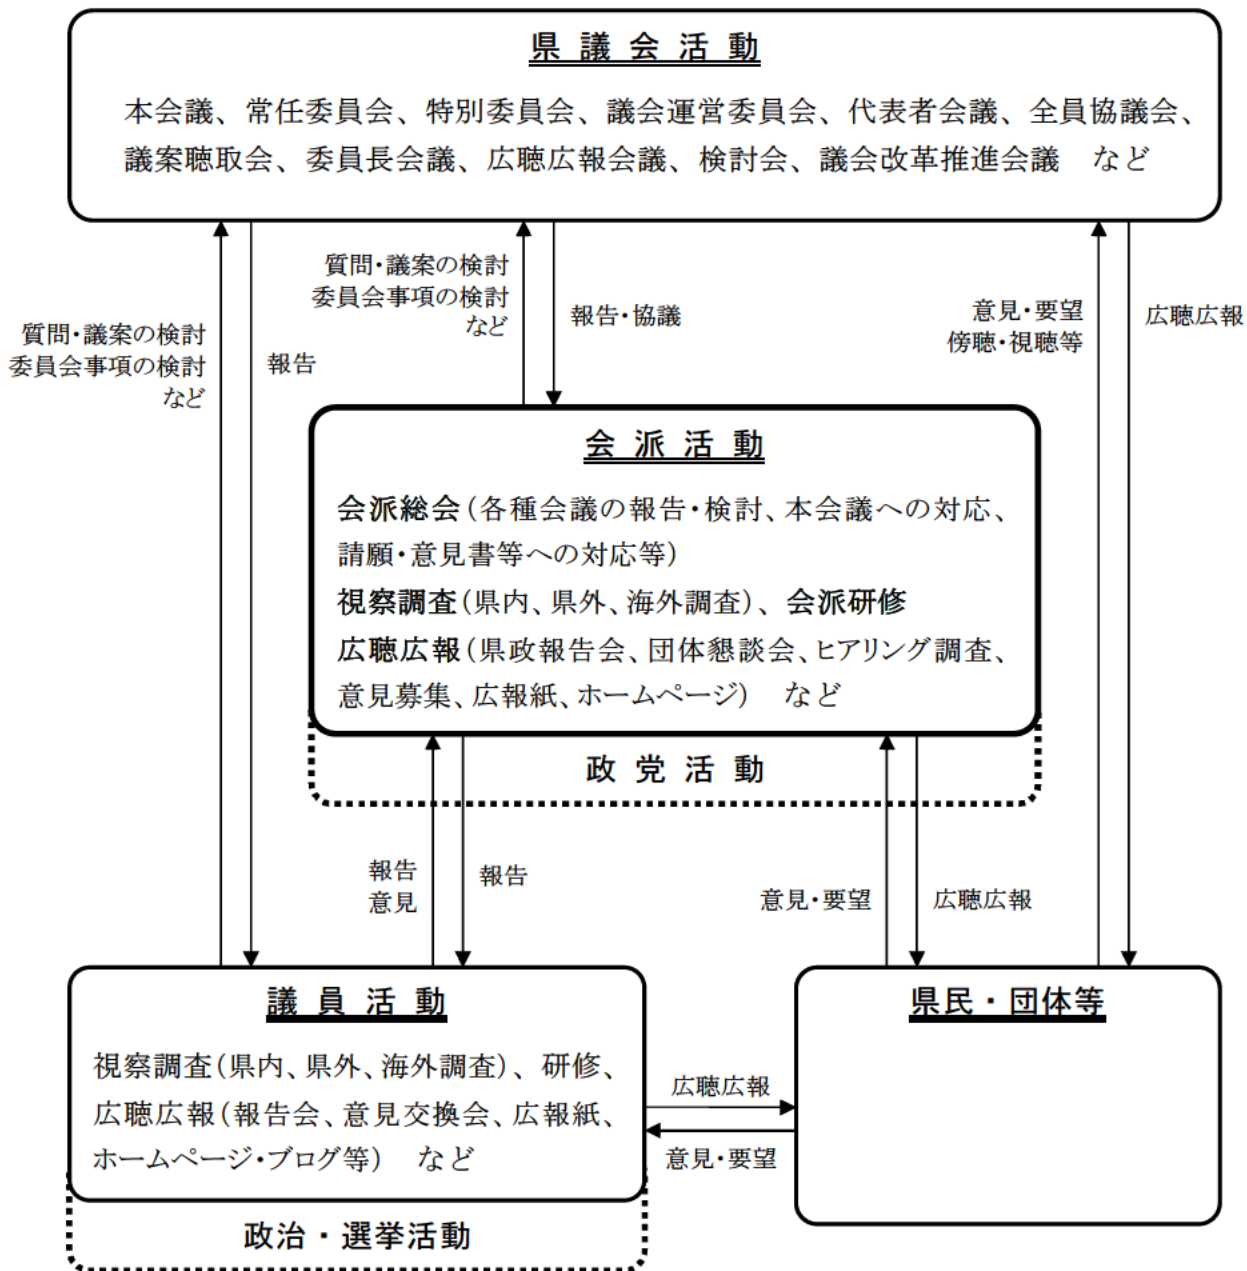 県議会活動
本会議、常任委員会、特別委員会、議会運営委員会、代表者会議、全員協議会、
議案聴取会、委員長会議、広聴広報会議、検討会、議会改革推進会議　など
質問・議案の検討
委員会事項の検討
など
報告
質問・議案の検討
委員会事項の検討
など
報告・協議
意見・要望
傍聴・視聴等
広聴広報
会派活動
会派総会（各種会議の報告・検討、本会議への対応、
請願・意見書等への対応等）
視察調査（県内、県外、海外調査）、会派研修
広聴広報（県政報告会、団体懇談会、ヒアリング調査、
意見募集、広報紙、ホームページ）　など
政党活動
報告
意見
報告
意見・要望
広聴広報
議員活動
視察調査（県内、県外、海外調査）、研修、
広聴広報（報告会、意見交換会、広報紙、
ホームページ・ブログ等）　など
政治・選挙活動
広聴広報
意見・要望
県民・団体等